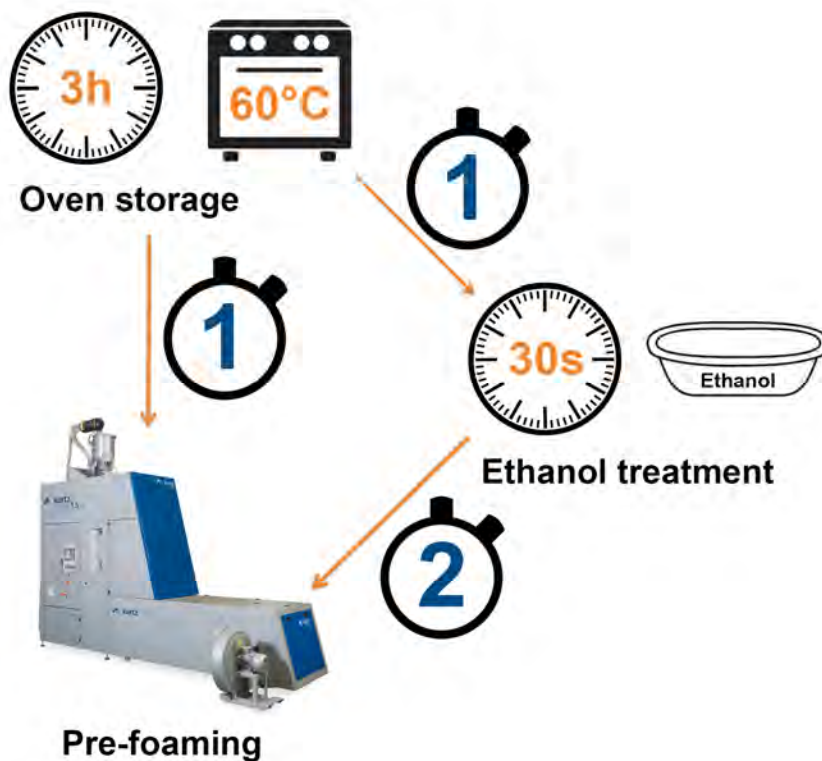 3h
60°C
1
Oven storage
1
30s
Ethanol
Ethanol treatment
2
Pre-foaming